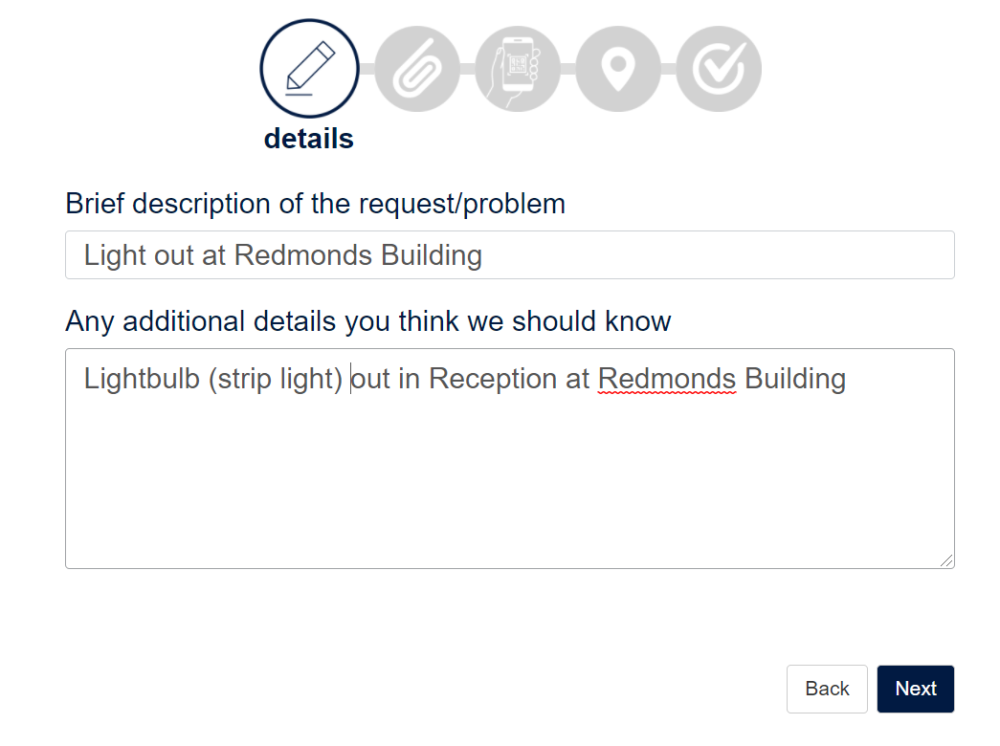 details
Brief description of the request/problem
Light out at Redmonds Building
Any additional details you think we should know
Lightbulb (strip light) out in Reception at Redmonds Building
Back
Next